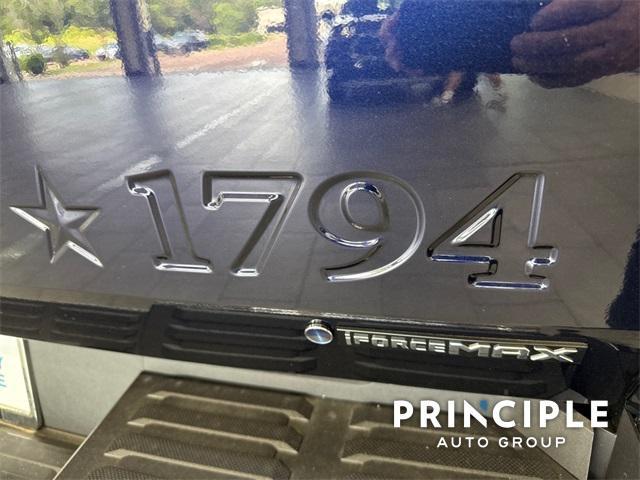 1794
iFORCEMAX
PRINCIPLE
AUTO GROUP